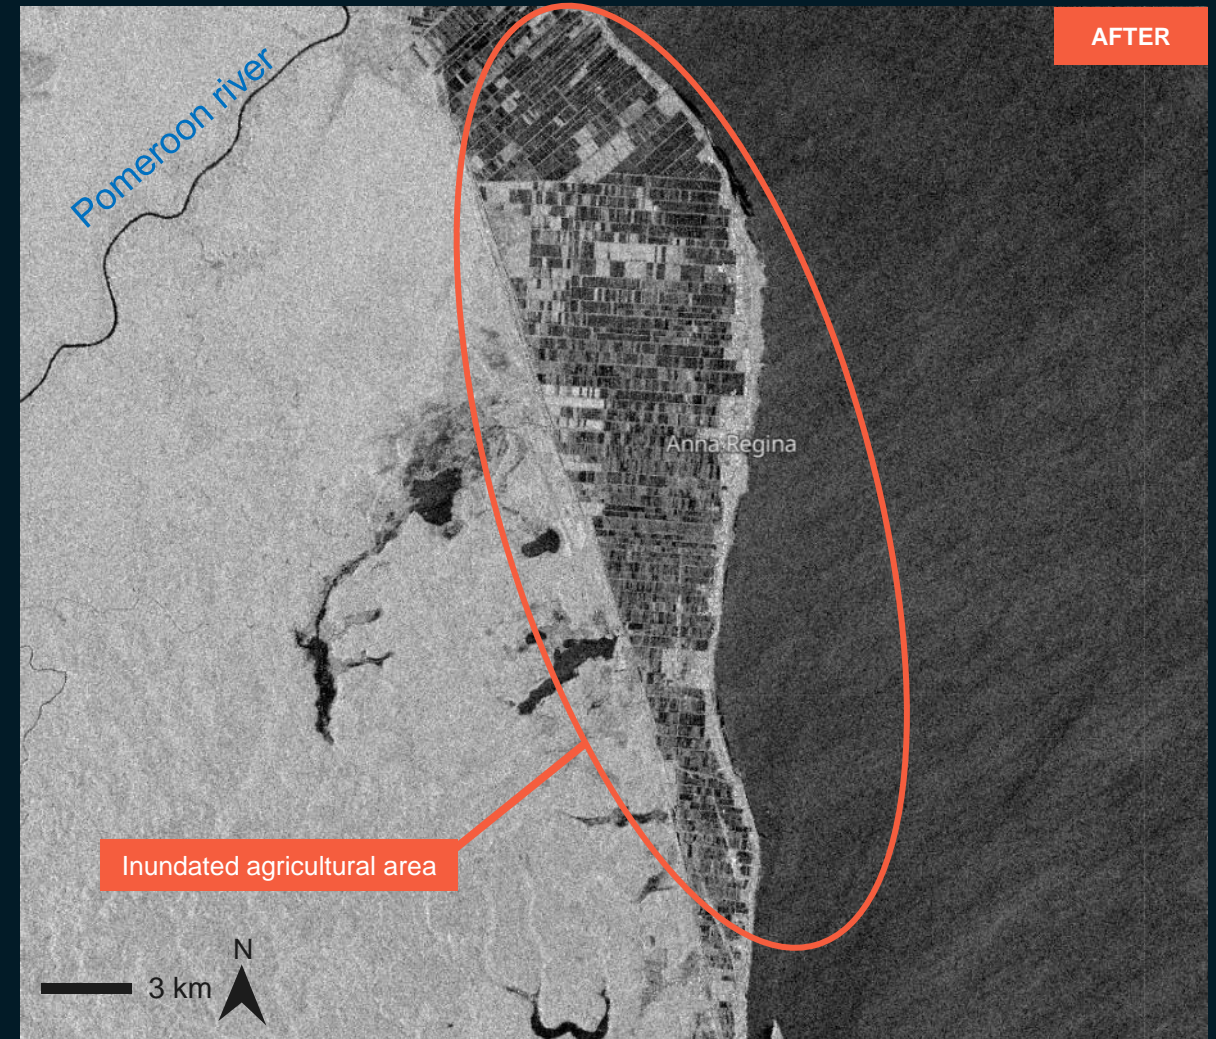 AFTER
Pomeroon river
Anna Regina
Inundated agricultural area
N
3 km